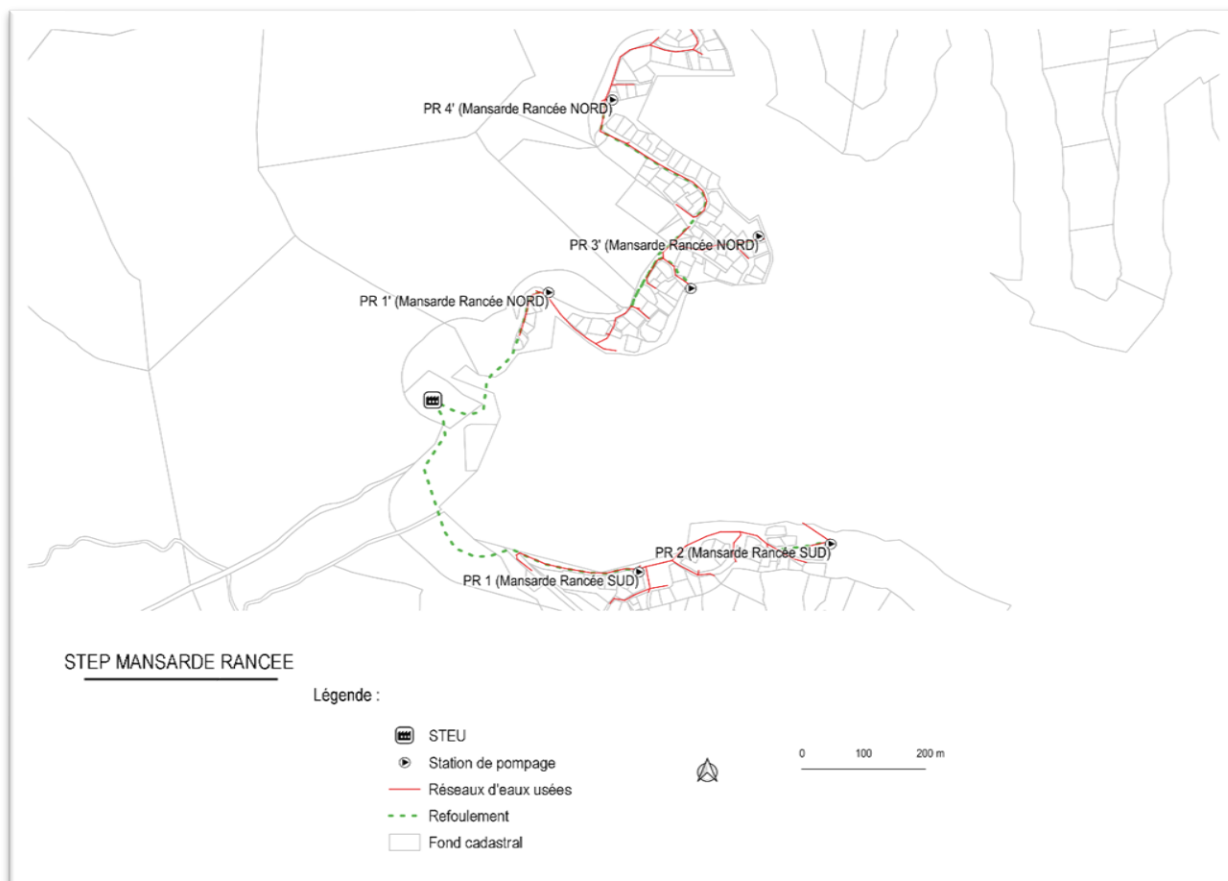 PR 4' (Mansarde Rancée NORD)
PR 3' (Mansarde Rancée NORD)
PR 1' (Mansarde Rancée NORD)
PR 2 (Mansarde Rancée SUD)
PR 1 (Mansarde Rancée SUD)
STEP MANSARDE RANCEE
Légende :
STEU
Station de pompage
Réseaux d'eaux usées
Refoulement
Fond cadastral
0 100 200 m